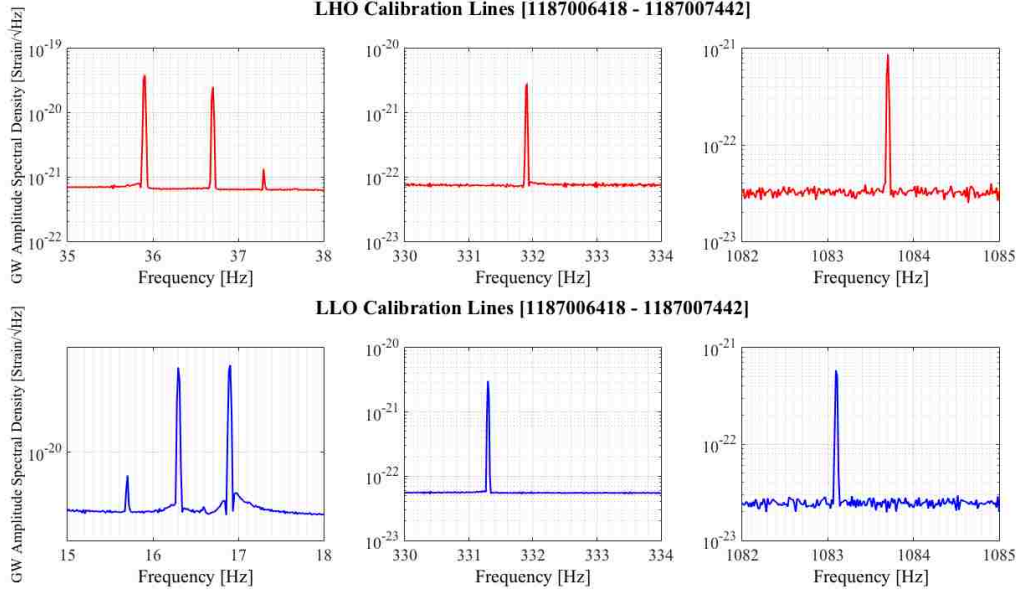 LHO Calibration Lines [1187006418 - 1187007442]
GW Amplitude Spectral Density [Strain/√Hz]
10-19
10-20
10-21
10-22
35 36 37 38
Frequency [Hz]
10-20
10-21
10-22
10-23
330 331 332 333 334
Frequency [Hz]
10-21
10-22
10-23
1082 1083 1084 1085
Frequency [Hz]
LLO Calibration Lines [1187006418 - 1187007442]
GW Amplitude Spectral Density [Strain/√Hz]
10-20
15 16 17 18
Frequency [Hz]
10-20
10-21
10-22
10-23
330 331 332 333 334
Frequency [Hz]
10-21
10-22
10-23
1082 1083 1084 1085
Frequency [Hz]